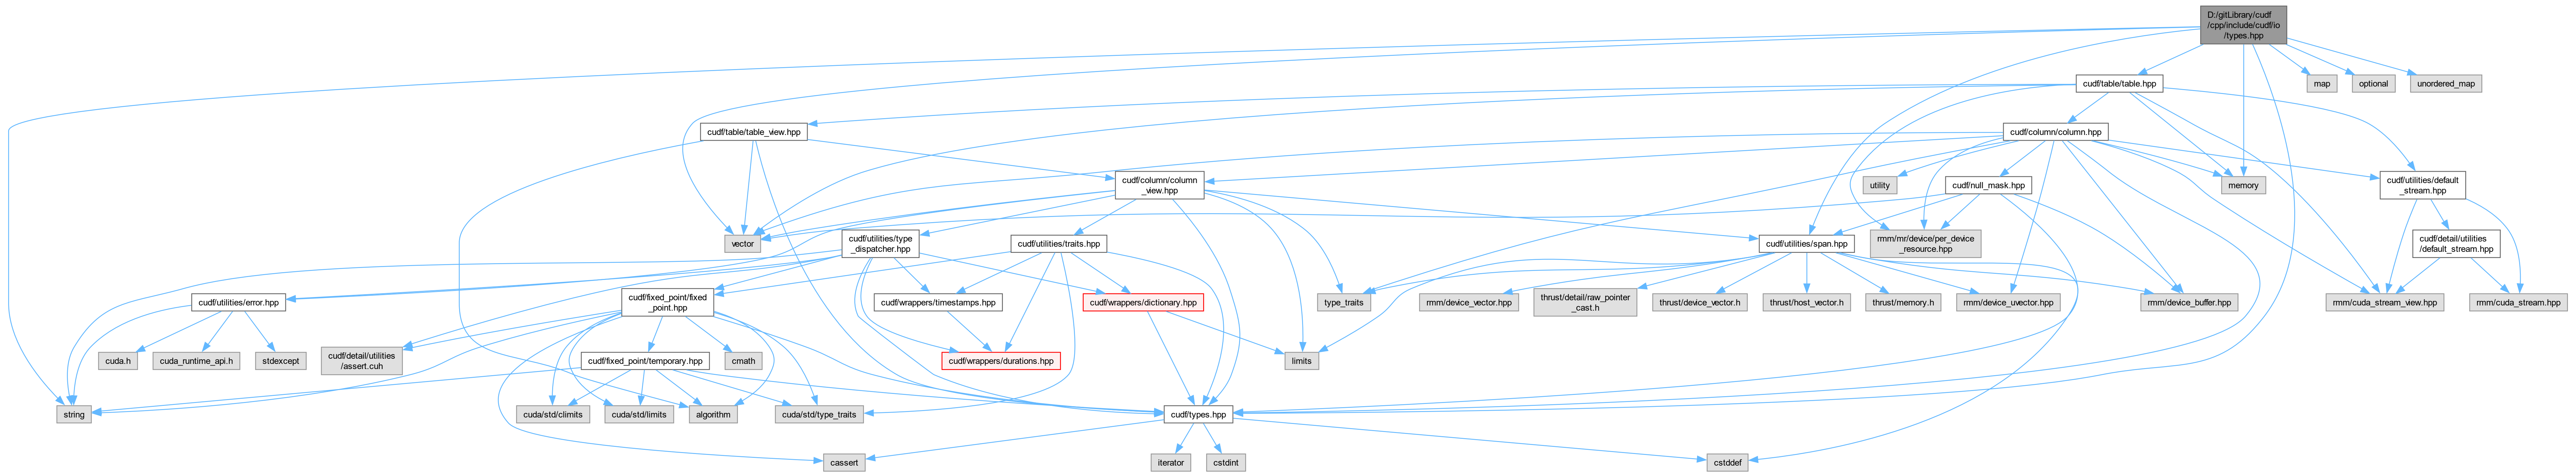 D:/gitLibrary/cudf
/cpp/include/cudf/io
/types.hpp
cudf/table/table.hpp
map
optional
unordered_map
cudf/table/table_view.hpp
cudf/column/column.hpp
cudf/column/column
_view.hpp
utility
cudf/null_mask.hpp
memory
cudf/utilities/default
_stream.hpp
vector
cudf/utilities/type
_dispatcher.hpp
cudf/utilities/traits.hpp
cudf/utilities/span.hpp
rmm/mr/device/per_device
_resource.hpp
cudf/detail/utilities
/default_stream.hpp
cudf/utilities/error.hpp
cudf/fixed_point/fixed
_point.hpp
cudf/wrappers/timestamps.hpp
cudf/wrappers/dictionary.hpp
type_traits
rmm/device_vector.hpp
thrust/detail/raw_pointer
_cast.h
thrust/device_vector.h
thrust/host_vector.h
thrust/memory.h
rmm/device_uvector.hpp
rmm/device_buffer.hpp
rmm/cuda_stream_view.hpp
rmm/cuda_stream.hpp
cuda.h
cuda_runtime_api.h
stdexcept
cudf/detail/utilities
/assert.cuh
cudf/fixed_point/temporary.hpp
cmath
cudf/wrappers/durations.hpp
limits
string
cuda/std/climits
cuda/std/limits
algorithm
cuda/std/type_traits
cudf/types.hpp
cassert
iterator
cstdint
cstddef